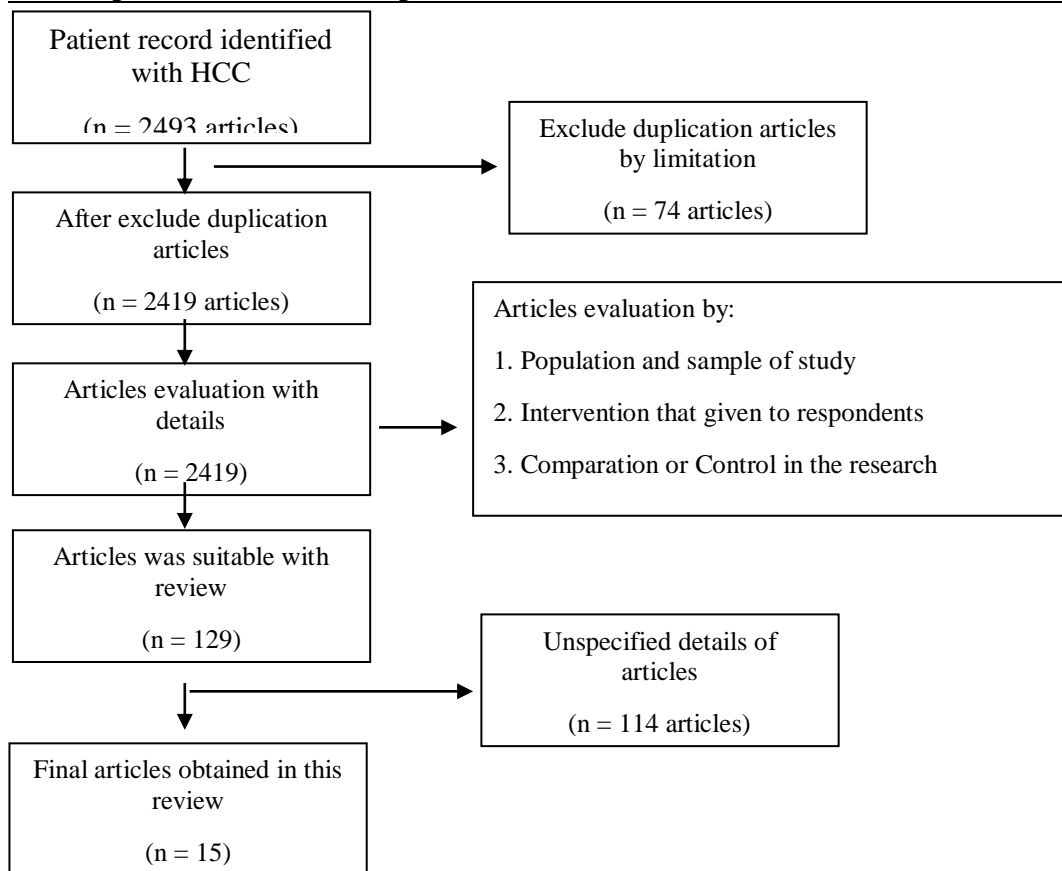 Patient record identified
with HCC
(n = 2493 articles)
Exclude duplication articles
by limitation
(n = 74 articles)
After exclude duplication
articles
(n = 2419 articles)
Articles evaluation by:
1. Population and sample of study
2. Intervention that given to respondents
3. Comparation or Control in the research
Articles evaluation with
details
(n = 2419)
Articles was suitable with
review
(n = 129)
Unspecified details of
articles
(n = 114 articles)
Final articles obtained in this
review
(n = 15)